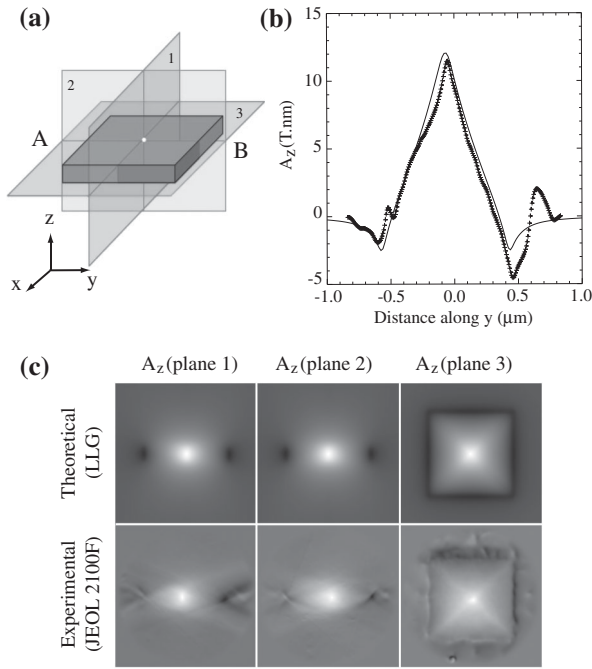 (a)
1
2
3
A
B
z
x
y
(b)
15
10
5
0
-5
A_z(T.nm)
-1.0
-0.5
0.0
0.5
1.0
Distance along y (μm)
(c)
A_z(plane 1)
A_z(plane 2)
A_z(plane 3)
Theoretical
(LLG)
Experimental
(JEOL 2100F)